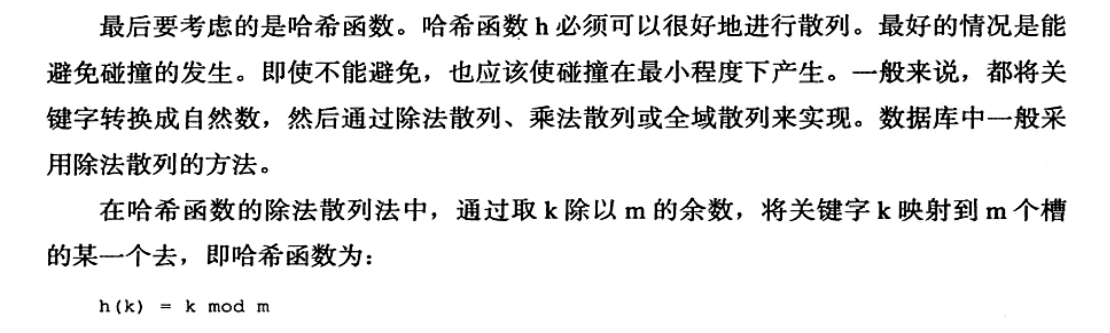 最后要考虑的是哈希函数。哈希函数 h 必须可以很好地进行散列。最好的情况是能
避免碰撞的发生。即使不能避免，也应该使碰撞在最小程度下产生。一般来说，都将关
键字转换成自然数，然后通过除法散列、乘法散列或全域散列来实现。数据库中一般采
用除法散列的方法。
在哈希函数的除法散列法中，通过取 k 除以 m 的余数，将关键字 k 映射到 m 个槽
的某一个去，即哈希函数为：
h(k) = k mod m